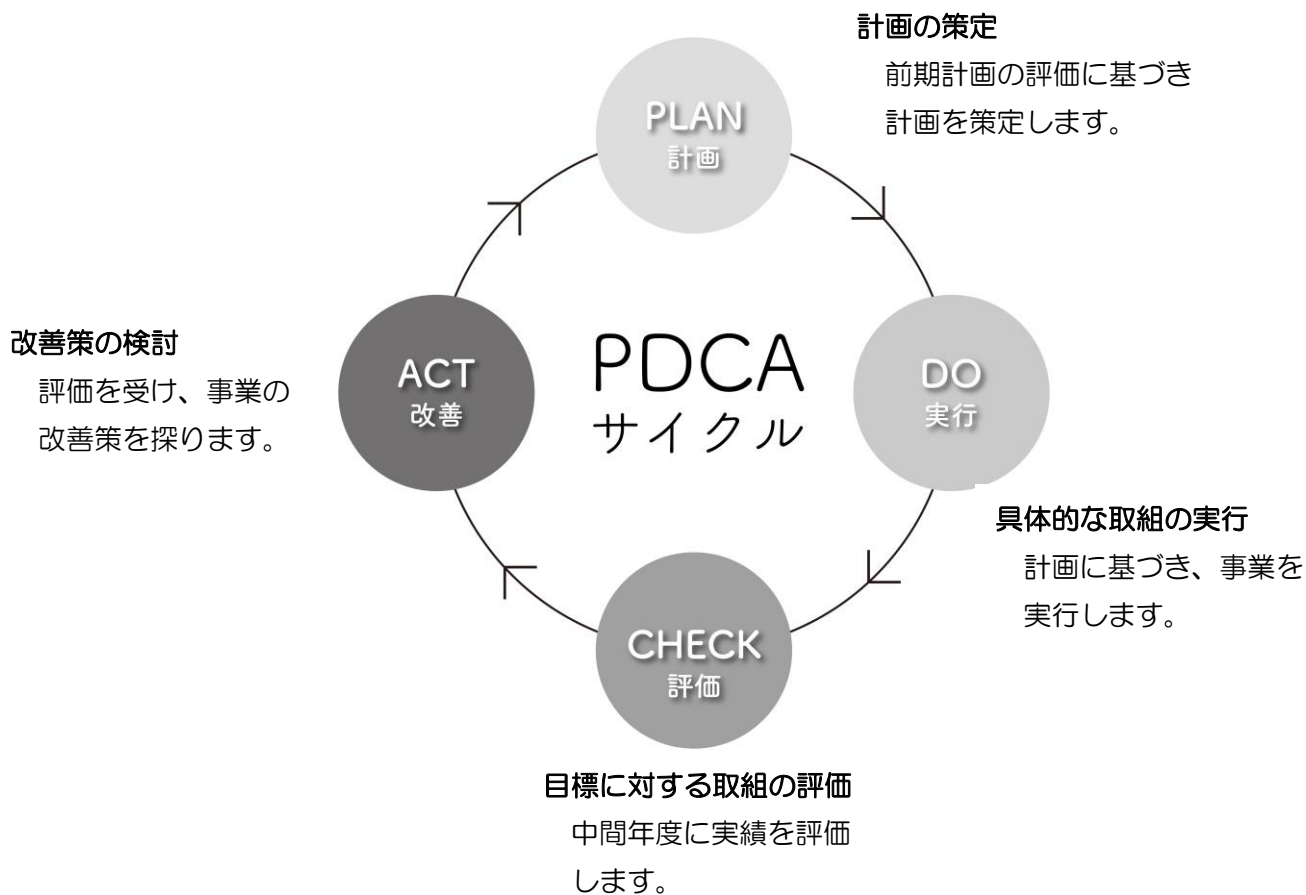 計画の策定
前期計画の評価に基づき
計画を策定します。
PLAN
計画
改善策の検討
評価を受け、事業の
改善策を探ります。
ACT
改善
PDCA
サイクル
DO
実行
具体的な取組の実行
計画に基づき、事業を
実行します。
CHECK
評価
目標に対する取組の評価
中間年度に実績を評価
します。